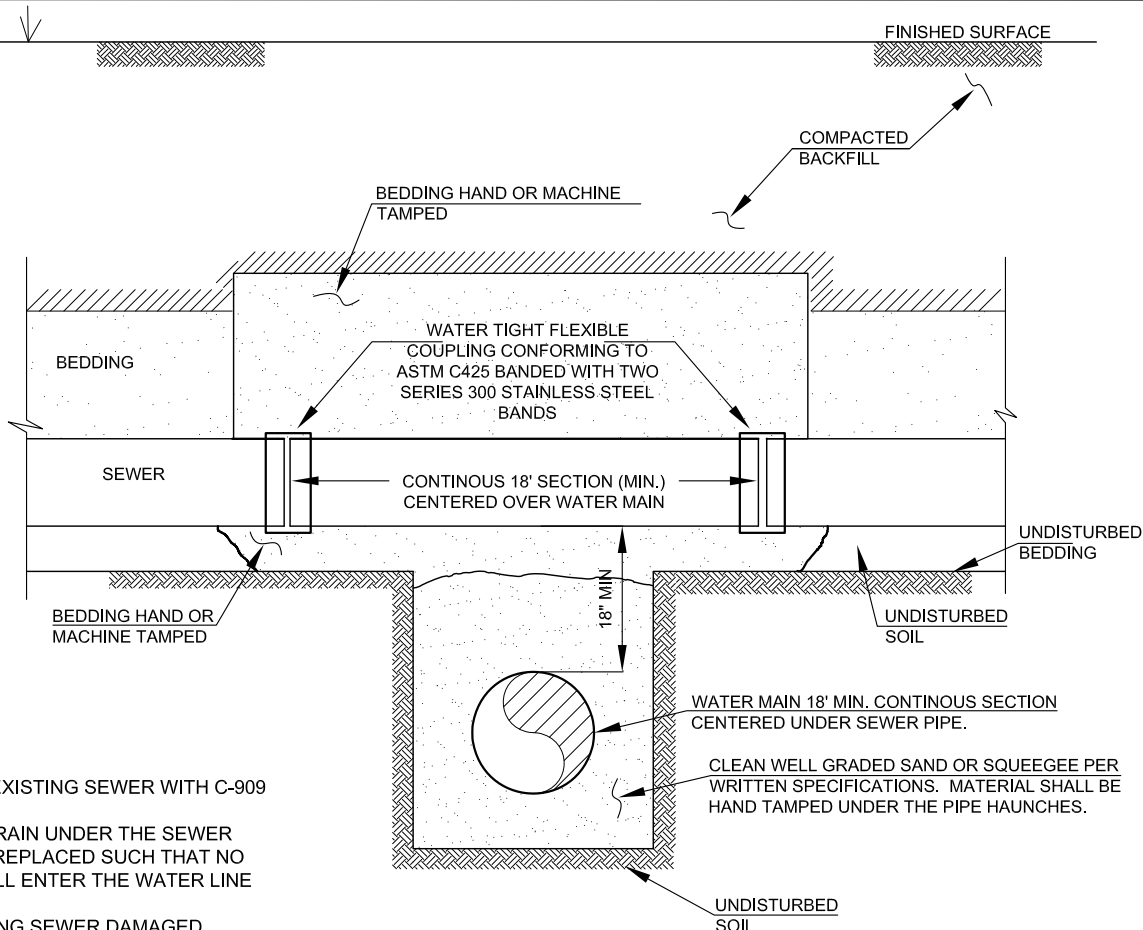 FINISHED SURFACE
COMPACTED
BACKFILL
BEDDING HAND OR MACHINE
TAMPED
WATER TIGHT FLEXIBLE
COUPLING CONFORMING TO
ASTM C425 BANDED WITH TWO
SERIES 300 STAINLESS STEEL
BANDS
BEDDING
SEWER
CONTINOUS 18' SECTION (MIN.)
CENTERED OVER WATER MAIN
UNDISTURBED
BEDDING
18" MIN
BEDDING HAND OR
MACHINE TAMPED
UNDISTURBED
SOIL
WATER MAIN 18' MIN. CONTINOUS SECTION
CENTERED UNDER SEWER PIPE.
CLEAN WELL GRADED SAND OR SQUEEGEE PER
WRITTEN SPECIFICATIONS. MATERIAL SHALL BE
HAND TAMPED UNDER THE PIPE HAUNCHES.
EXISTING SEWER WITH C-909
RAIN UNDER THE SEWER
REPLACED SUCH THAT NO
LL ENTER THE WATER LINE
NG SEWER DAMAGED
UNDISTURBED
SOIL